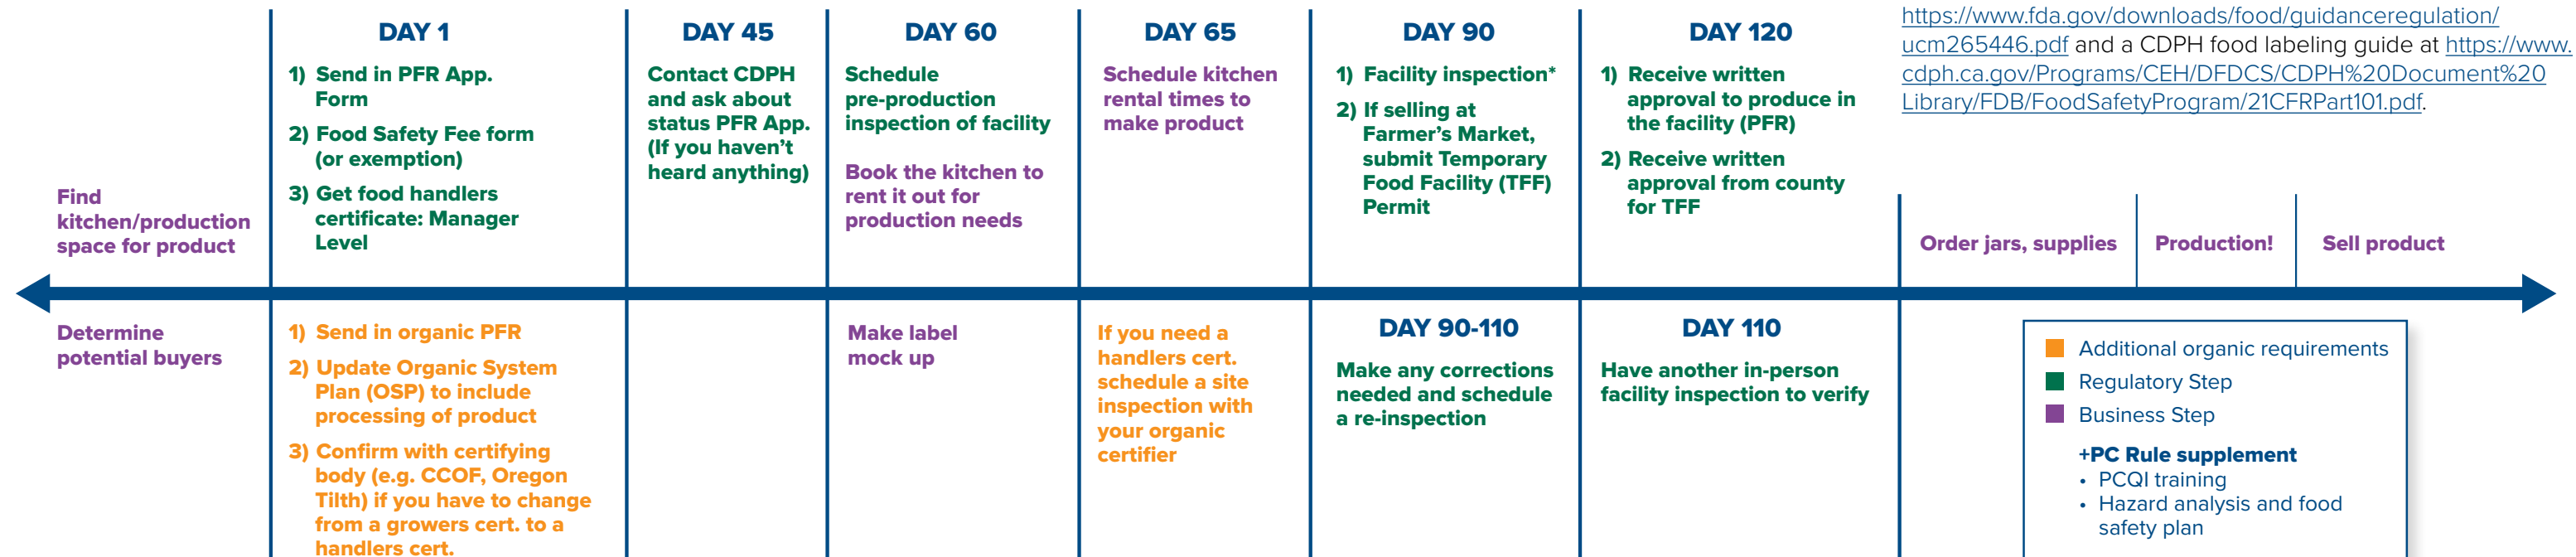 https://www.fda.gov/downloads/food/guidanceregulation/
ucm265446.pdf and a CDPH food labeling guide at https://www.
cdph.ca.gov/Programs/CEH/DFDCS/CDPH%20Document%20
Library/FDB/FoodSafetyProgram/21CFRPart101.pdf.
Find
kitchen/production
space for product
DAY 1
1) Send in PFR App.
Form
2) Food Safety Fee form
(or exemption)
3) Get food handlers
certificate: Manager
Level
DAY 45
Contact CDPH
and ask about
status PFR App.
(If you haven't
heard anything)
DAY 60
Schedule
pre-production
inspection of facility
Book the kitchen to
rent it out for
production needs
DAY 65
Schedule kitchen
rental times to
make product
DAY 90
1) Facility inspection*
2) If selling at
Farmer's Market,
submit Temporary
Food Facility (TFF)
Permit
DAY 120
1) Receive written
approval to produce in
the facility (PFR)
2) Receive written
approval from county
for TFF
Order jars, supplies
Production!
Sell product
Determine
potential buyers
1) Send in organic PFR
2) Update Organic System
Plan (OSP) to include
processing of product
3) Confirm with certifying
body (e.g. CCOF, Oregon
Tilth) if you have to change
from a growers cert. to a
handlers cert.
Make label
mock up
If you need a
handlers cert.
schedule a site
inspection with
your organic
certifier
DAY 90-110
Make any corrections
needed and schedule
a re-inspection
DAY 110
Have another in-person
facility inspection to verify
Additional organic requirements
Regulatory Step
Business Step
+PC Rule supplement
• PCQI training
• Hazard analysis and food
safety plan